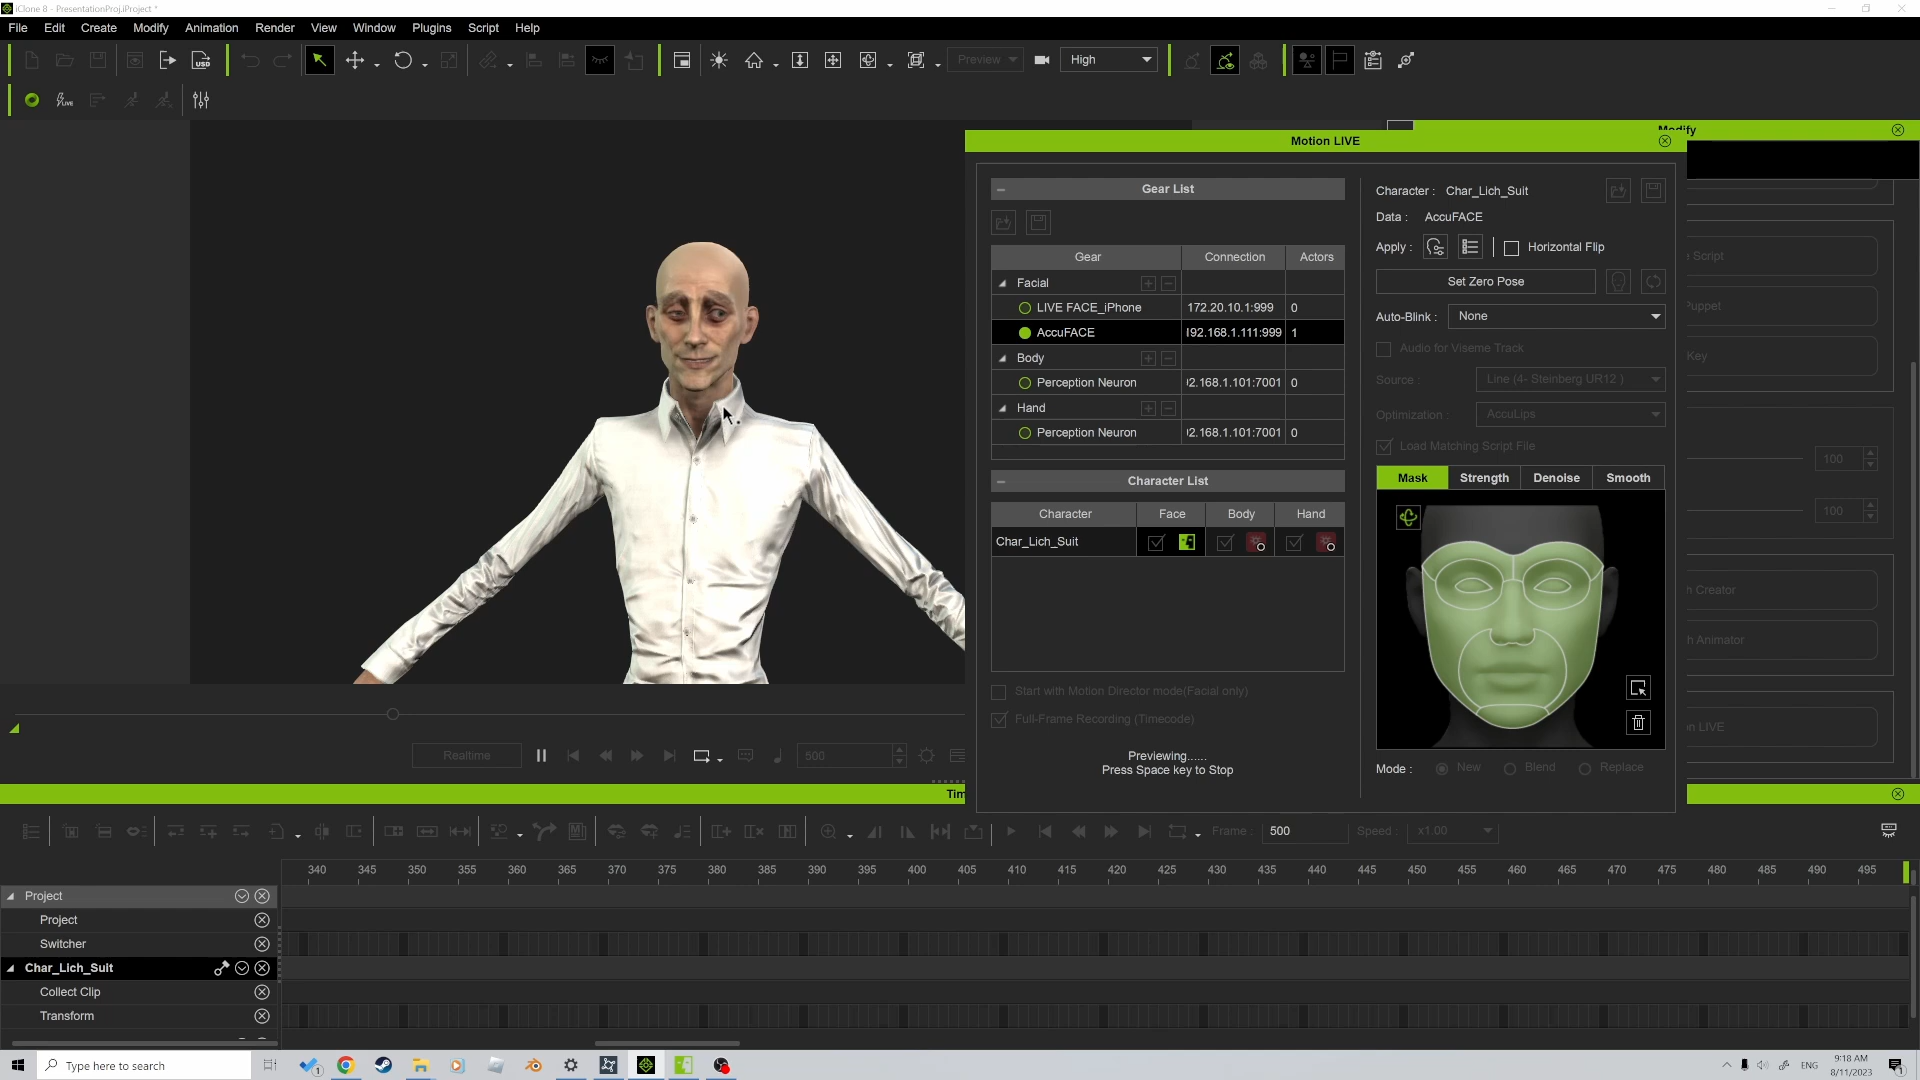 iClone 8 - PresentationProj.iProject *
File Edit Create Modify Animation Render View Window Plugins Script Help
Preview High
LIVE
Modify
Motion LIVE
Gear List
Gear Connection Actors
Facial
LIVE FACE_iPhone 172.20.10.1:999 0
AccuFACE 192.168.1.111:999 1
Body
Perception Neuron 2.168.1.101:7001 0
Hand
Perception Neuron 2.168.1.101:7001 0
Character List
Character Face Body Hand
Char_Lich_Suit
Start with Motion Director mode(Facial only)
Full-Frame Recording (Timecode)
Previewing......
Press Space key to Stop
Character : Char_Lich_Suit
Data : AccuFACE
Apply : Horizontal Flip
Set Zero Pose
Auto-Blink : None
Audio for Viseme Track
Source : Line (4- Steinberg UR12 )
Optimization : AccuLips
Load Matching Script File
Mask Strength Denoise Smooth
Mode : New Blend Replace
Script
Puppet
Key
100
100
Creator
Animator
LIVE
Realtime 500
Tim
Frame : 500 Speed : x1.00
340 345 350 355 360 365 370 375 380 385 390 395 400 405 410 415 420 425 430 435 440 445 450 455 460 465 470 475 480 485 490 495
Project
Project
Switcher
Char_Lich_Suit
Collect Clip
Transform
Type here to search
1
ENG
9:18 AM
8/11/2023
1